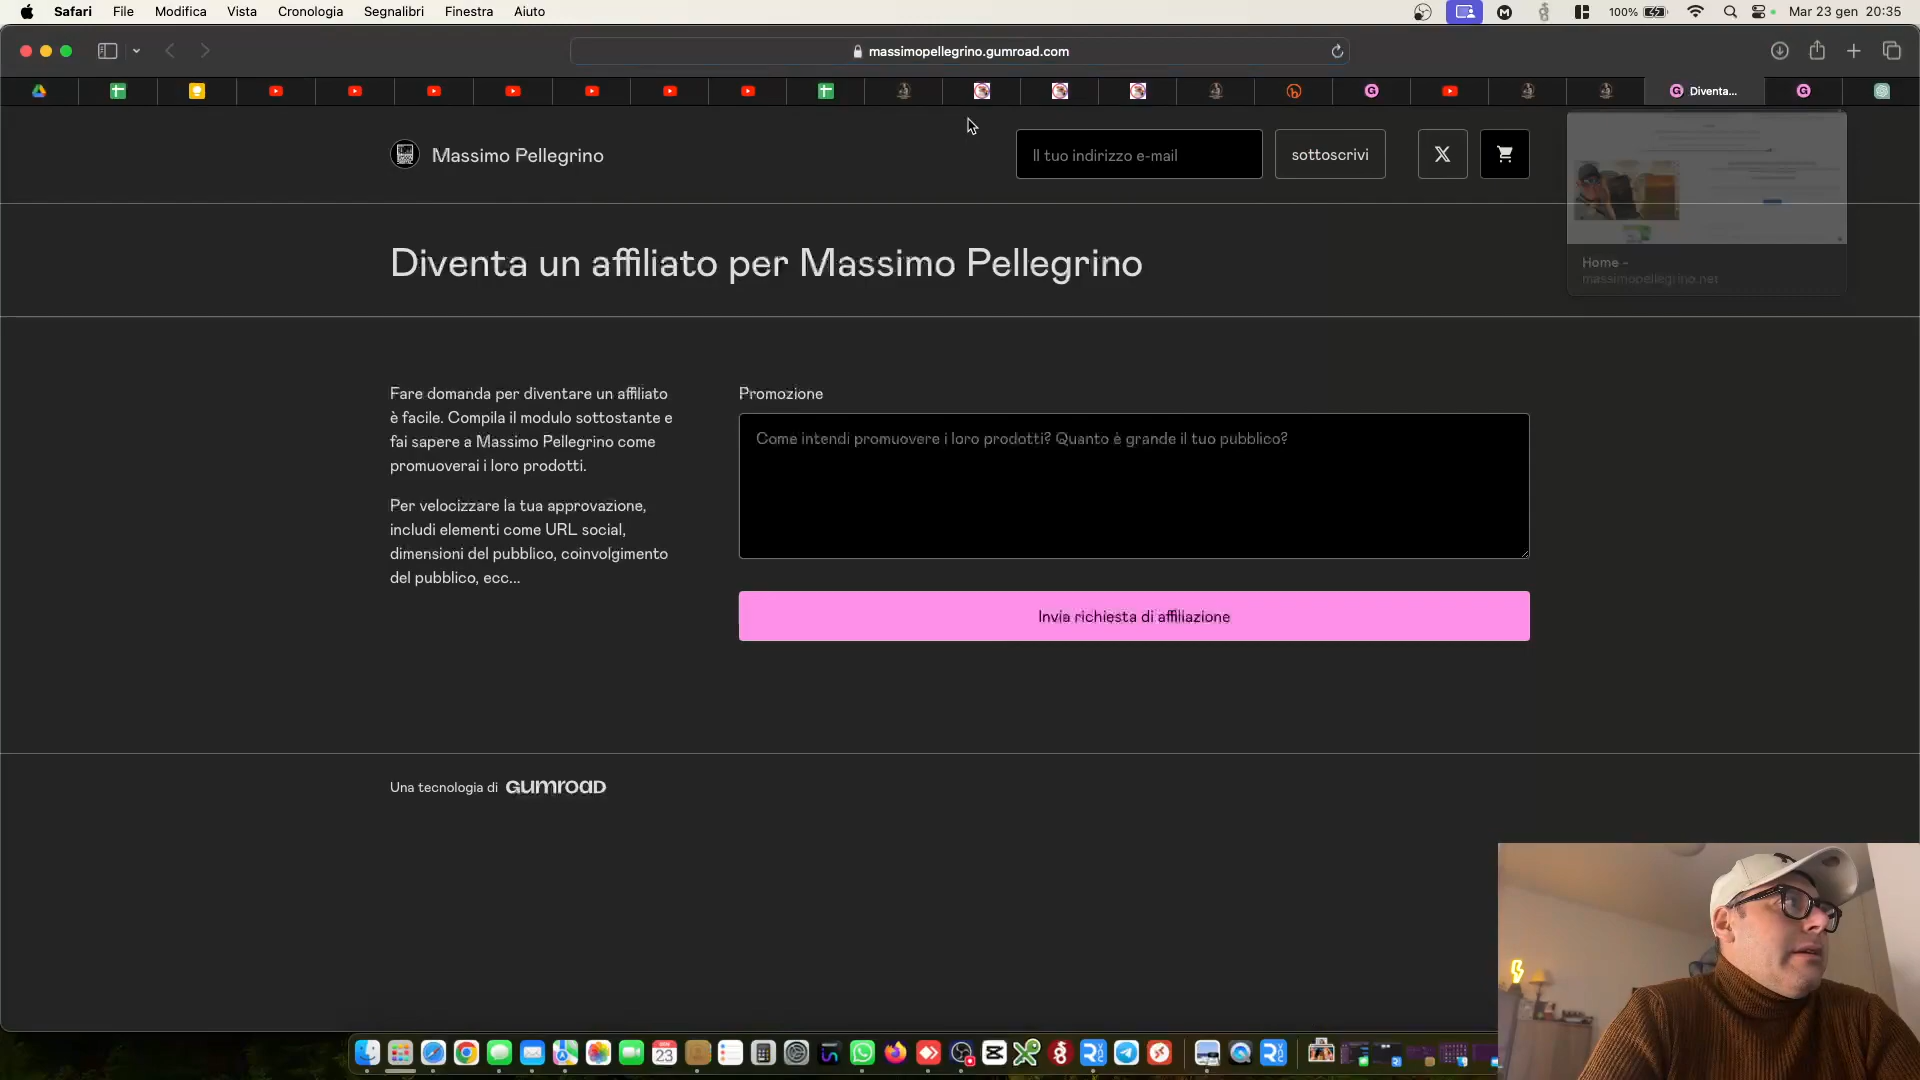 Safari File Modifica Vista Cronologia Segnalibri Finestra Aiuto
100% Mar 23 gen 20:35
massimopellegrino.gumroad.com
Diventa...
Massimo Pellegrino
Il tuo indirizzo e-mail
sottoscrivi
Home -
massimopellegrino.net
Diventa un affiliato per Massimo Pellegrino
Fare domanda per diventare un affiliato
è facile. Compila il modulo sottostante e
fai sapere a Massimo Pellegrino come
promuoverai i loro prodotti.
Per velocizzare la tua approvazione,
includi elementi come URL social,
dimensioni del pubblico, coinvolgimento
del pubblico, ecc...
Promozione
Come intendi promuovere i loro prodotti? Quanto è grande il tuo pubblico?
Invia richiesta di affiliazione
Una tecnologia di GUMROAD